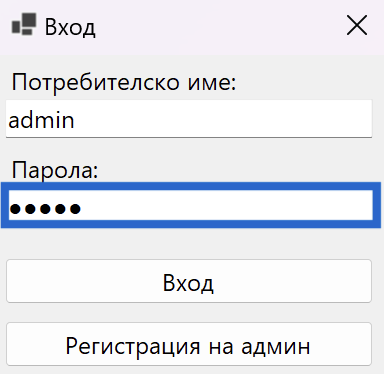 Вход
Потребителско име:
admin
Парола:
●●●●●
Вход
Регистрация на админ